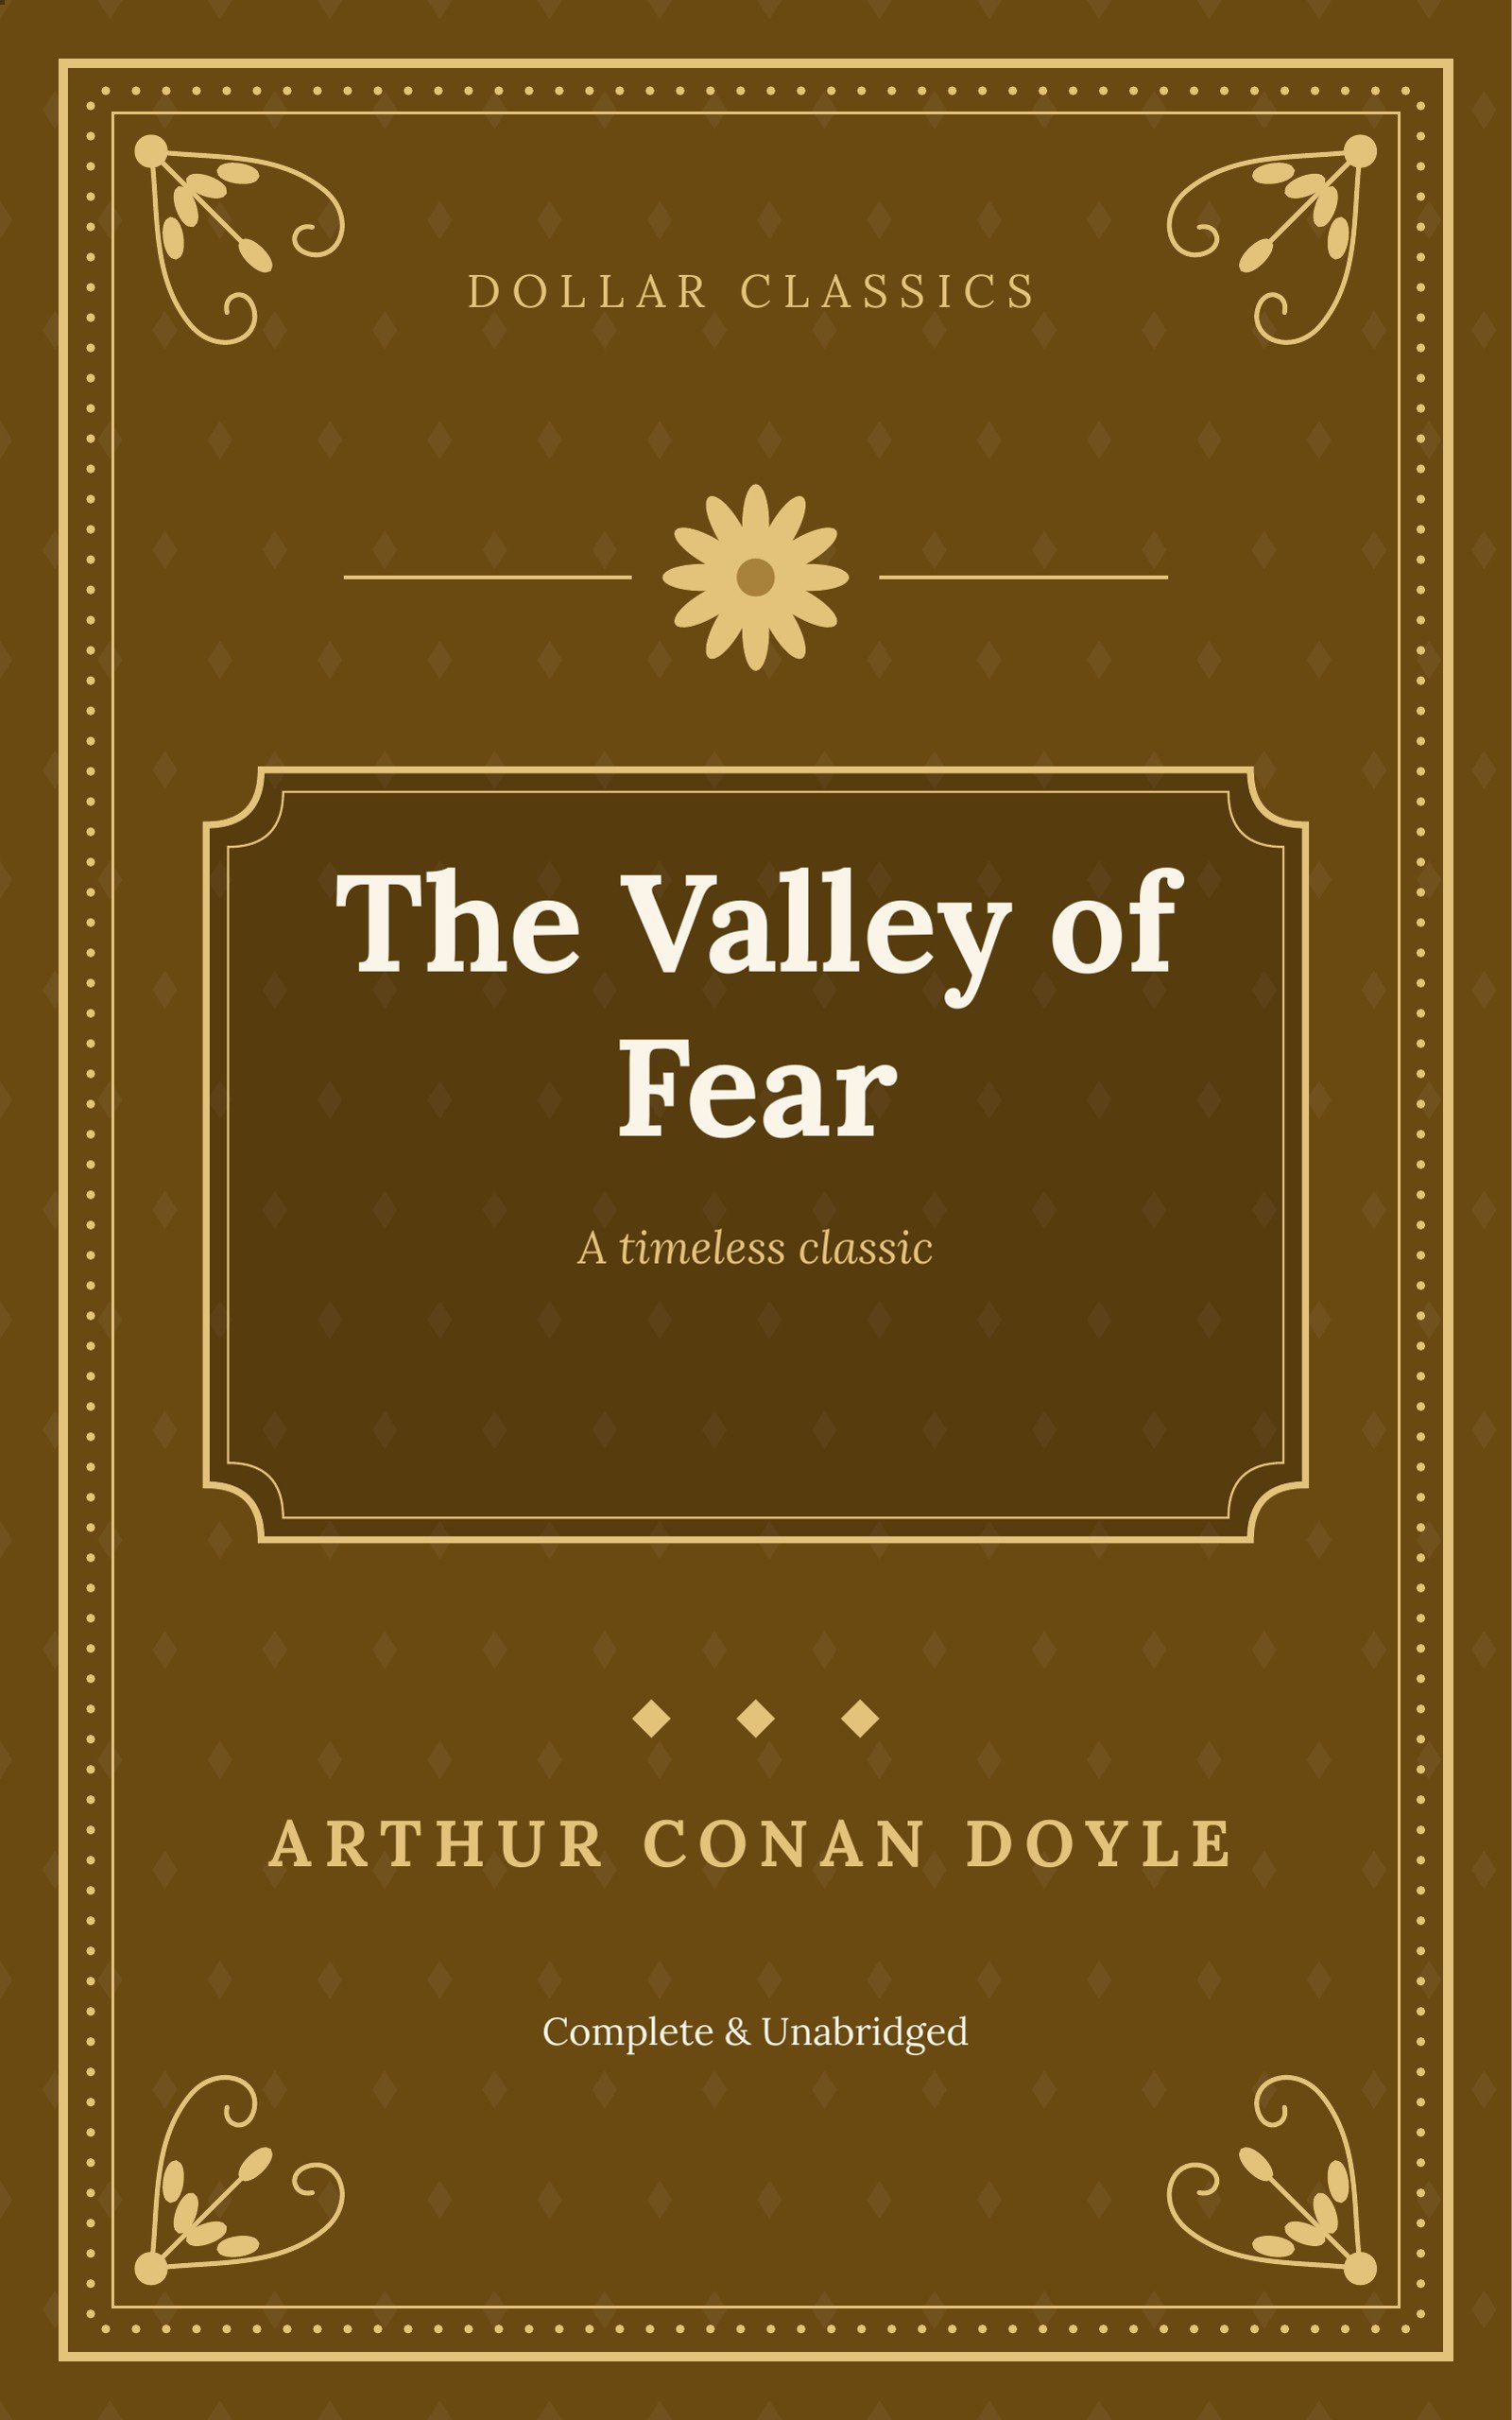 DOLLAR CLASSICS
The Valley of
Fear
A timeless classic
ARTHUR CONAN DOYLE
Complete & Unabridged